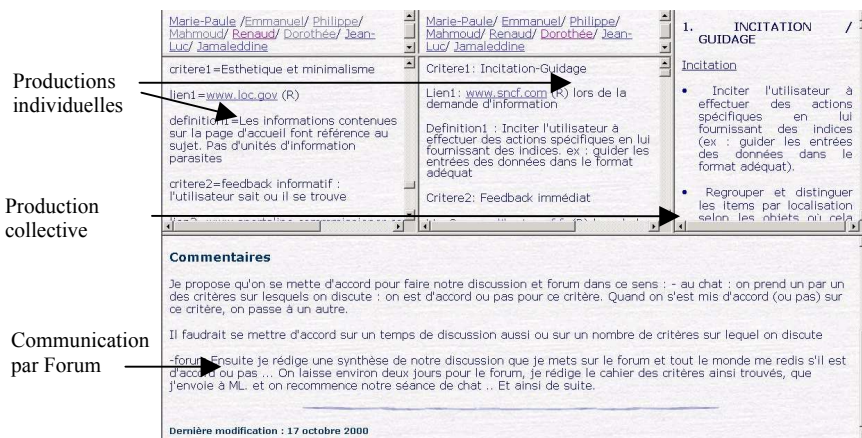 Productions
individuelles
Production
collective
Communication
par Forum
Marie-Paule /Emmanuel/ Philippe/
Mahmoud/ Renaud/ Dorothée/ Jean-
Luc/ Jamaleddine
critere1=Esthetique et minimalisme
lien1=www.loc.gov (R)
definition1=Les informations contenues
sur la page d'accueil font référence au
sujet. Pas d'unités d'information
parasites
critere2=feedback informatif :
l'utilisateur sait ou il se trouve
Marie-Paule/ Emmanuel/ Philippe/
Mahmoud/ Renaud/ Dorothée/ Jean-
Luc/ Jamaleddine
Critere1: Incitation-Guidage
Lien1: www.sncf.com (R) lors de la
demande d'information
Definition1 : Inciter l'utilisateur à
effectuer des actions spécifiques en lui
fournissant des indices. ex : guider les
entrées des données dans le format
adéquat
Critere2: Feedback immédiat
1. INCITATION /
GUIDAGE
Incitation
• Inciter l'utilisateur à
effectuer des actions
spécifiques en lui
fournissant des indices
(ex : guider les entrées
des données dans le
format adéquat).
• Regrouper et distinguer
les items par localisation
selon les objets où cela
Commentaires
Je propose qu'on se mette d'accord pour faire notre discussion et forum dans ce sens : - au chat : on prend un par un
des critères sur lesquels on discute : on est d'accord ou pas pour ce critère. Quand on s'est mis d'accord (ou pas) sur
ce critère, on passe à un autre.
Il faudrait se mettre d'accord sur un temps de discussion aussi ou sur un nombre de critères sur lequel on discute
-forum Ensuite je rédige une synthèse de notre discussion que je mets sur le forum et tout le monde me redis s'il est
d'accord ou pas ... On laisse environ deux jours pour le forum, je rédige le cahier des critères ainsi trouvés, que
j'envoie à ML. et on recommence notre séance de chat .. Et ainsi de suite.
Dernière modification : 17 octobre 2000